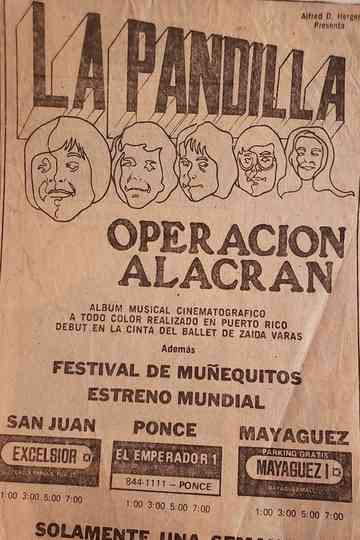 Alfred D. Herger
Presenta
LA PANDILLA
OPERACION
ALACRAN
ALBUM MUSICAL CINEMATOGRAFICO
A TODO COLOR REALIZADO EN PUERTO RICO
DEBUT EN LA CINTA DEL BALLET DE ZAIDA VARAS
Además
FESTIVAL DE MUÑEQUITOS
ESTRENO MUNDIAL
SAN JUAN
EXCELSIOR
1:00 3:00 5:00 7:00
PONCE
EL EMPERADOR 1
844-1111 - PONCE
1:00 3:00 5:00 7:00
MAYAGUEZ
PARKING GRATIS
MAYAGUEZ I
MAYAGUEZ MALL
1:00 3:00 5:00 7:00
SOLAMENTE UNA SEMANA